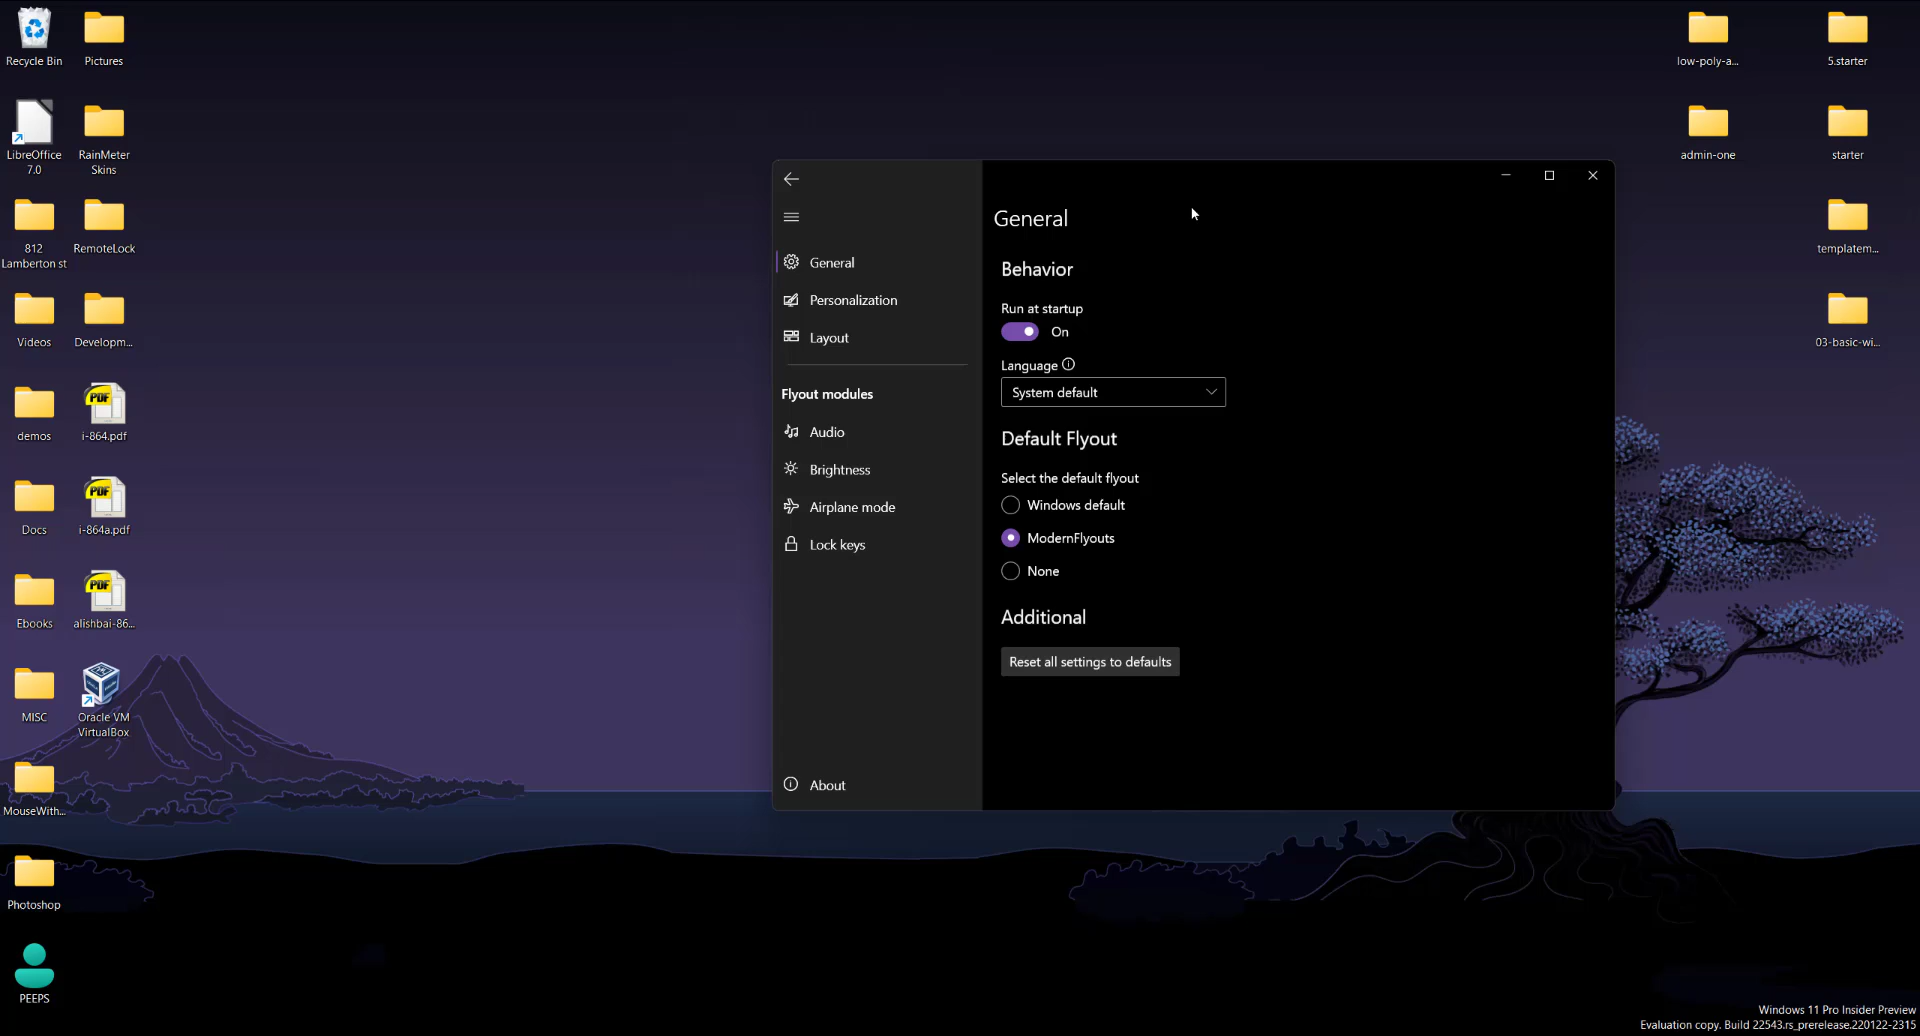 Recycle Bin
Pictures
LibreOffice
7.0
RainMeter
Skins
812
Lamberton st
RemoteLock
Videos
Developm...
demos
PDF
i-864.pdf
Docs
PDF
i-864a.pdf
Ebooks
PDF
alishbai-86...
MISC
Oracle VM
VirtualBox
MouseWith...
Photoshop
PEEPS
General
Personalization
Layout
Flyout modules
Audio
Brightness
Airplane mode
Lock keys
About
General
Behavior
Run at startup
On
Language
System default
Default Flyout
Select the default flyout
Windows default
ModernFlyouts
None
Additional
Reset all settings to defaults
low-poly-a...
5.starter
admin-one
starter
templatem...
03-basic-wi...
Windows 11 Pro Insider Preview
Evaluation copy. Build 22543.rs_prerelease.220122-2315